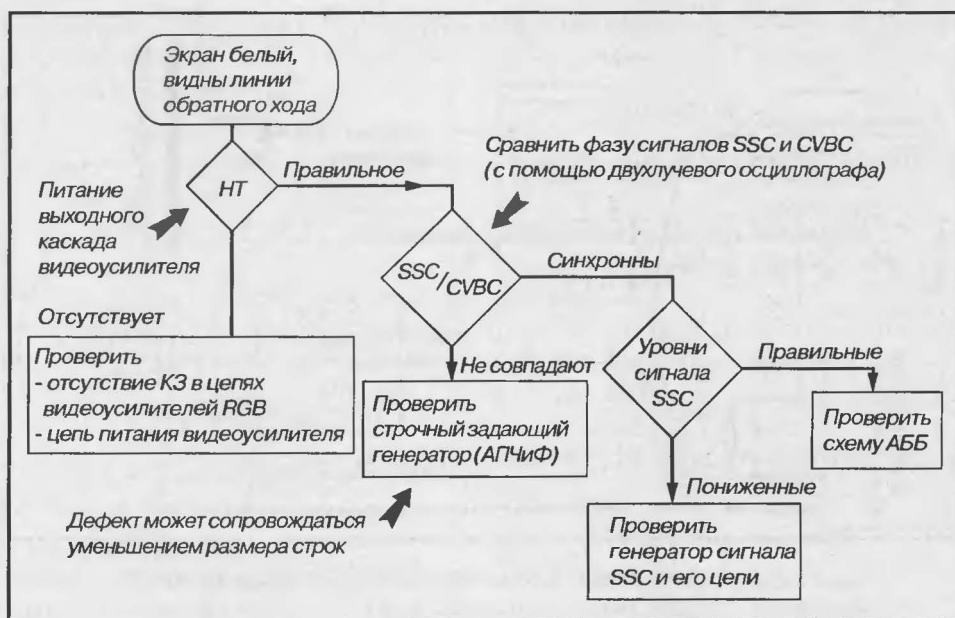 Экран белый,
видны линии
обратного хода
Сравнить фазу сигналов SSC и CVBC
(с помощью двухлучевого осциллографа)
Питание
выходного
каскада
видеоусилителя
НТ
Правильное
SSC/CVBC
Синхронны
Отсутствует
Проверить
- отсутствие КЗ в цепях
видеоусилителей RGB
- цепь питания видеоусилителя
Не совпадают
Проверить
строчный задающий
генератор (АПЧиФ)
Уровни
сигнала
SSC
Правильные
Проверить
схему АББ
Дефект может сопровождаться
уменьшением размера строк
Пониженные
Проверить
генератор сигнала
SSC и его цепи